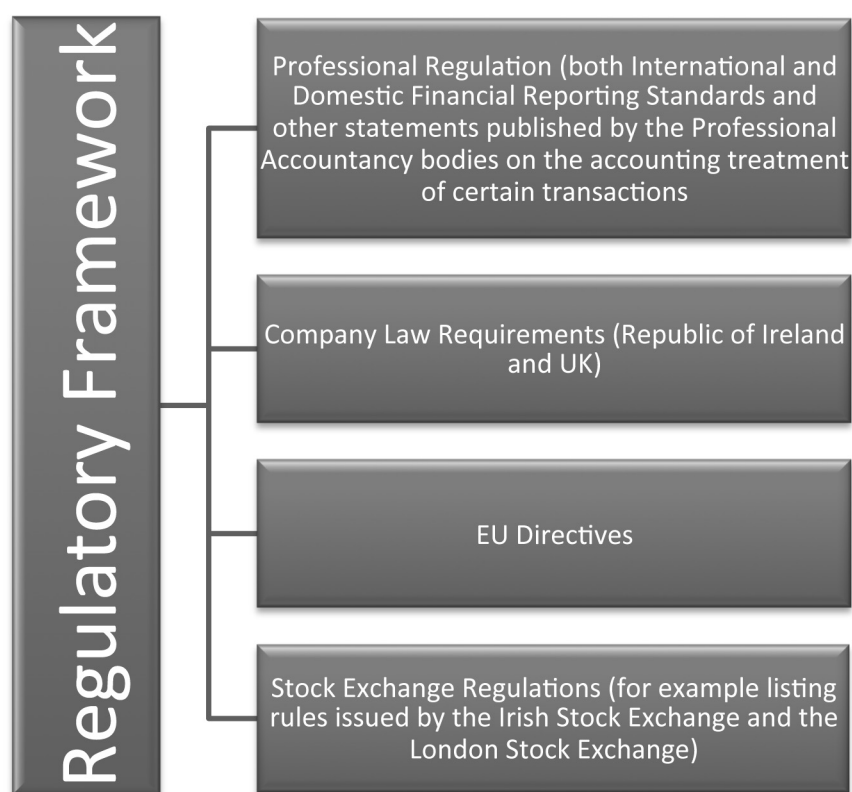 Regulatory Framework
Professional Regulation (both International and
Domestic Financial Reporting Standards and
other statements published by the Professional
Accountancy bodies on the accounting treatment
of certain transactions
Company Law Requirements (Republic of Ireland
and UK)
EU Directives
Stock Exchange Regulations (for example listing
rules issued by the Irish Stock Exchange and the
London Stock Exchange)